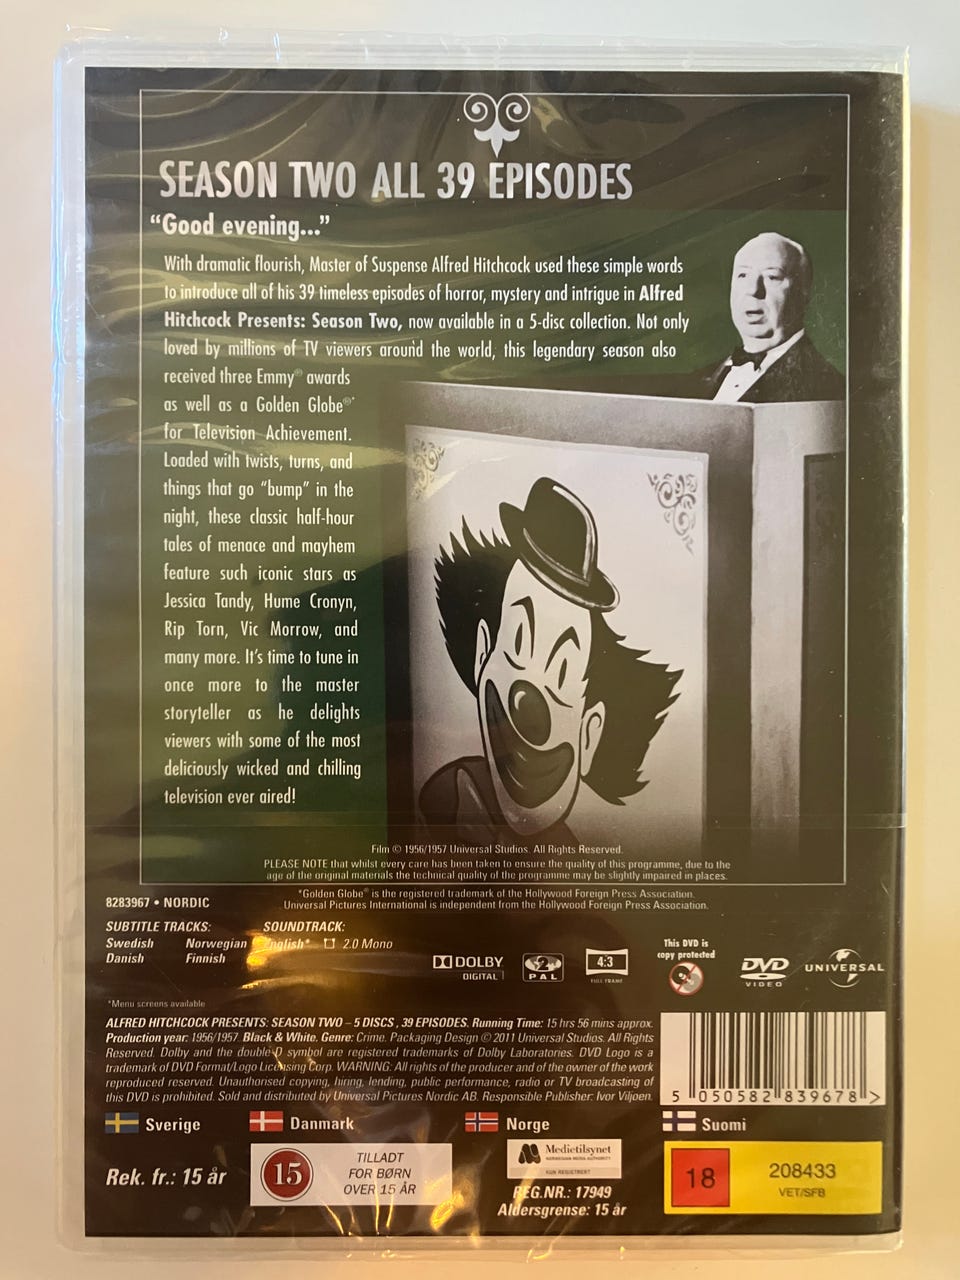 SEASON TWO ALL 39 EPISODES
“Good evening...”
With dramatic flourish, Master of Suspense Alfred Hitchcock used these simple words
to introduce all of his 39 timeless episodes of horror, mystery and intrigue in Alfred
Hitchcock Presents: Season Two, now available in a 5-disc collection. Not only
loved by millions of TV viewers around the world, this legendary season also
received three Emmy® awards
as well as a Golden Globe®*
for Television Achievement.
Loaded with twists, turns, and
things that go “bump” in the
night, these classic half-hour
tales of menace and mayhem
feature such iconic stars as
Jessica Tandy, Hume Cronyn,
Rip Torn, Vic Morrow, and
many more. It’s time to tune in
once more to the master
storyteller as he delights
viewers with some of the most
deliciously wicked and chilling
television ever aired!
Film © 1956/1957 Universal Studios. All Rights Reserved.
PLEASE NOTE that whilst every care has been taken to ensure the quality of this programme, due to the
age of the original materials the technical quality of the programme may be slightly impaired in places.
*Golden Globe® is the registered trademark of the Hollywood Foreign Press Association.
Universal Pictures International is independent from the Hollywood Foreign Press Association.
8283967 • NORDIC
SUBTITLE TRACKS:
Swedish Norwegian
Danish Finnish
SOUNDTRACK:
English* 2.0 Mono
DOLBY
DIGITAL
2
PAL
4:3
FULL FRAME
This DVD is
copy protected
DVD
VIDEO
UNIVERSAL
*Menu screens available
ALFRED HITCHCOCK PRESENTS: SEASON TWO – 5 DISCS, 39 EPISODES. Running Time: 15 hrs 56 mins approx.
Production year: 1956/1957. Black & White. Genre: Crime. Packaging Design © 2011 Universal Studios. All Rights
Reserved. Dolby and the double D symbol are registered trademarks of Dolby Laboratories. DVD Logo is a
trademark of DVD Format/Logo Licensing Corp. WARNING: All rights of the producer and of the owner of the work
reproduced reserved. Unauthorised copying, hiring, lending, public performance, radio or TV broadcasting of
this DVD is prohibited. Sold and distributed by Universal Pictures Nordic AB. Responsible Publisher: Ivor Viljoen.
5 050582 839678 >
Sverige
Danmark
Norge
Suomi
Rek. fr.: 15 år
15
TILLADT
FOR BØRN
OVER 15 ÅR
Medietilsynet
NORWEGIAN MEDIA AUTHORITY
KUN REGISTRERT
REG.NR.: 17949
Aldersgrense: 15 år
18
208433
VET/SFB